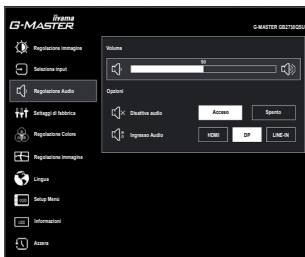 iiyama
G-MASTER
G-MASTER GB2730QSU
Regolazione Immagine
Seleziona input
Regolazione Audio
Settaggi di fabbrica
Regolazione Colore
Regolazione Immagine
Lingua
Setup Menù
Informazioni
Azzera
Volume
50
Opzioni
Disattiva audio
Acceso
Spento
Ingresso Audio
HDMI
DP
LINE-IN